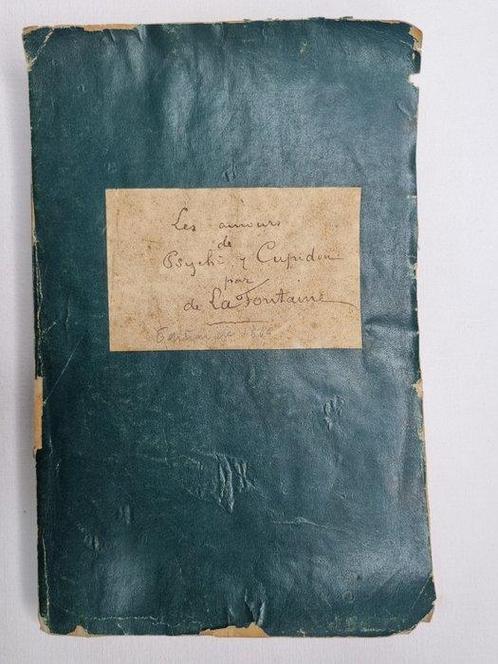 Les amours
de
Psyché & Cupidon
par
de La Fontaine